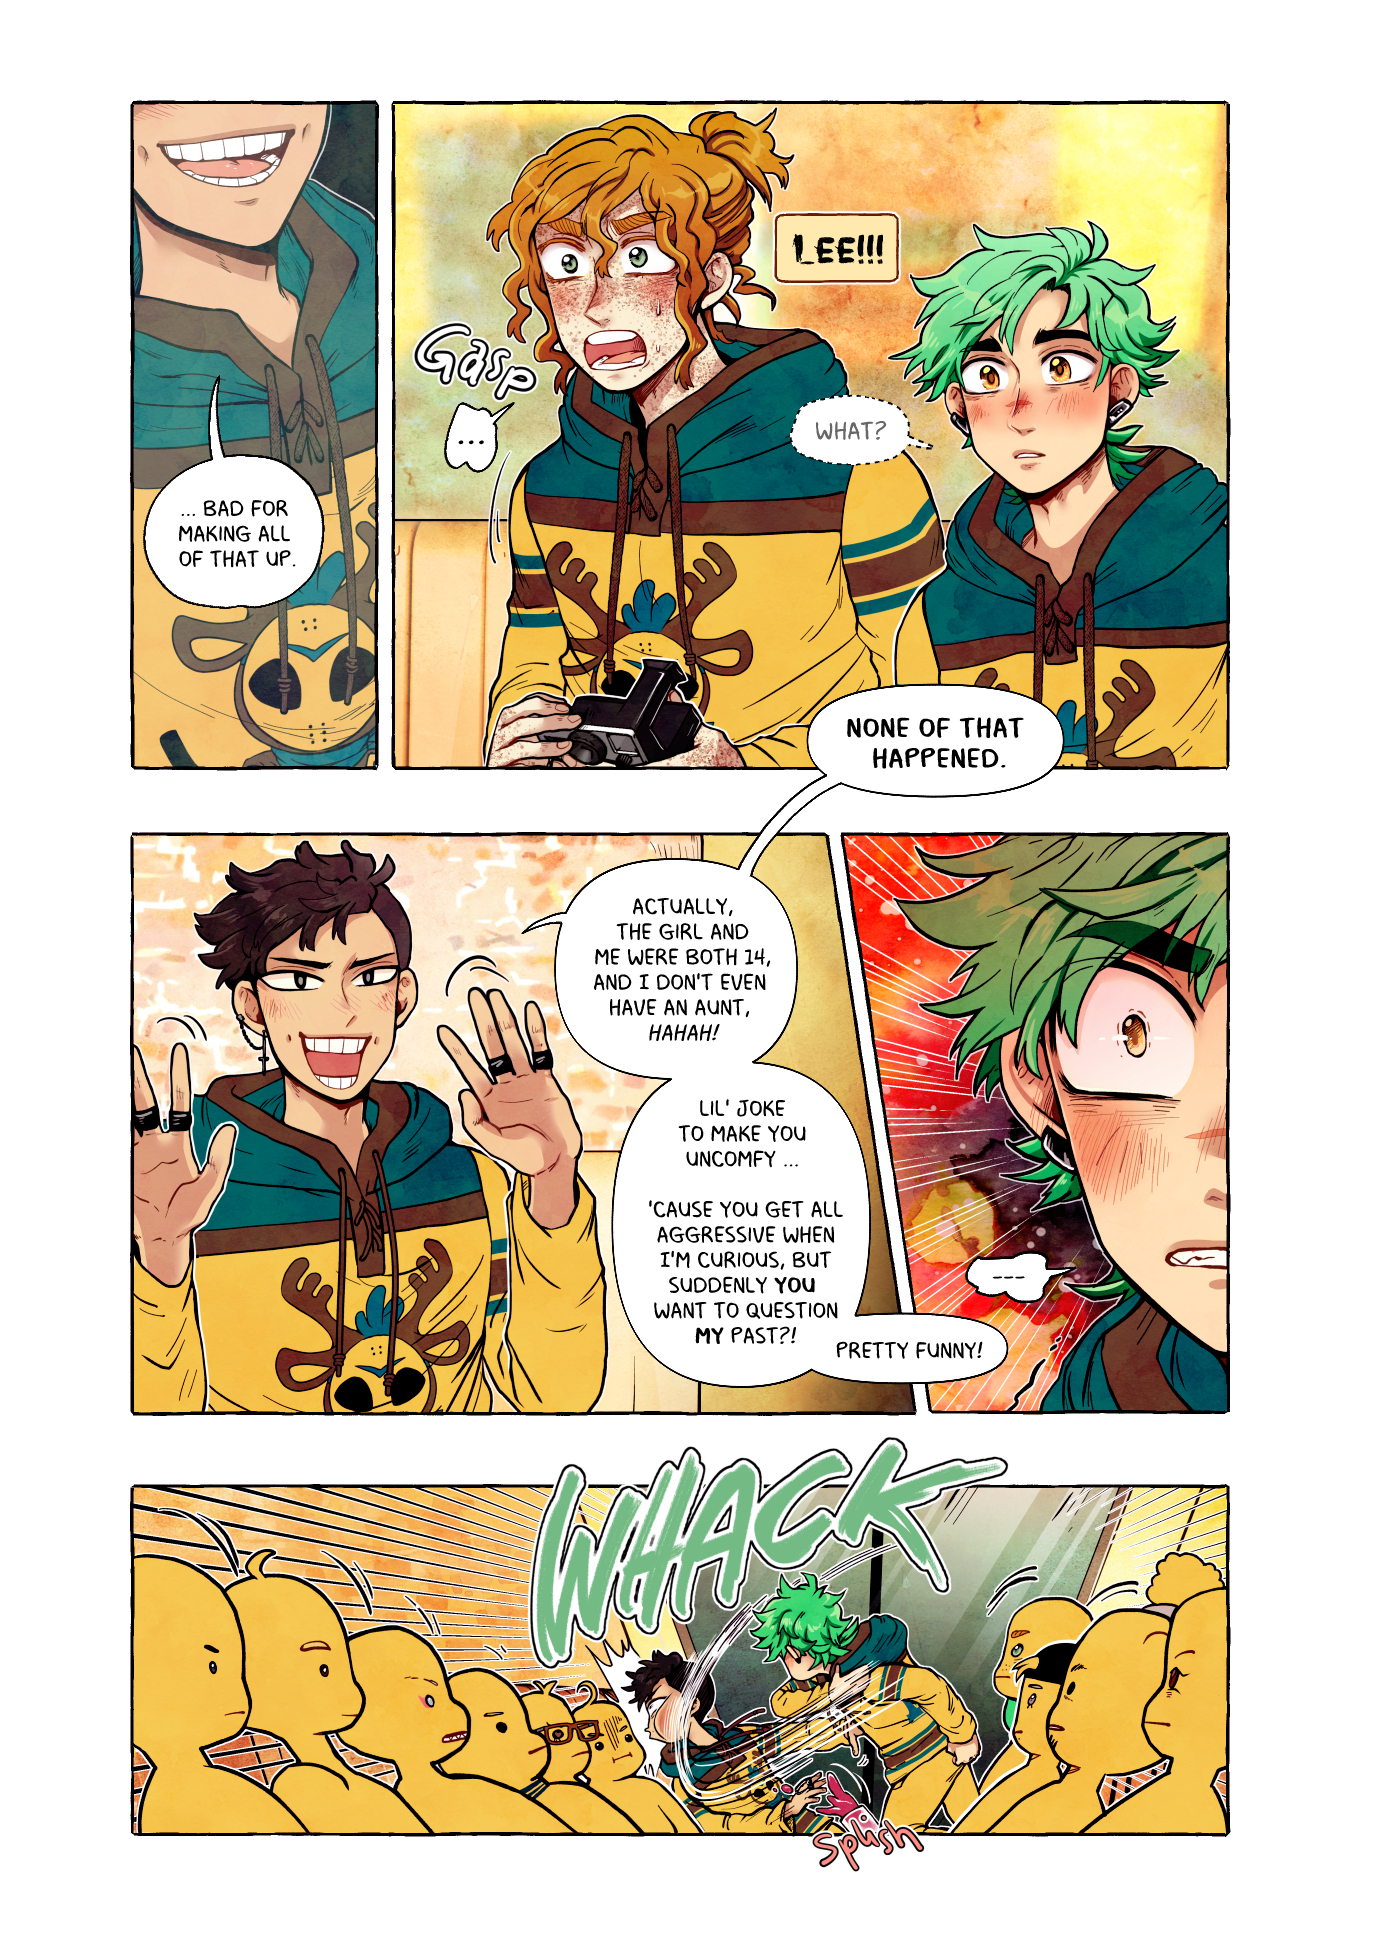 ... BAD FOR
MAKING ALL
OF THAT UP.
LEE!!!
Gasp
...
WHAT?
NONE OF THAT
HAPPENED.
ACTUALLY,
THE GIRL AND
ME WERE BOTH 14,
AND I DON'T EVEN
HAVE AN AUNT,
HAHAH!
LIL' JOKE
TO MAKE YOU
UNCOMFY ...
'CAUSE YOU GET ALL
AGGRESSIVE WHEN
I'M CURIOUS, BUT
SUDDENLY YOU
WANT TO QUESTION
MY PAST?!
PRETTY FUNNY!
----
WHACK
Splish